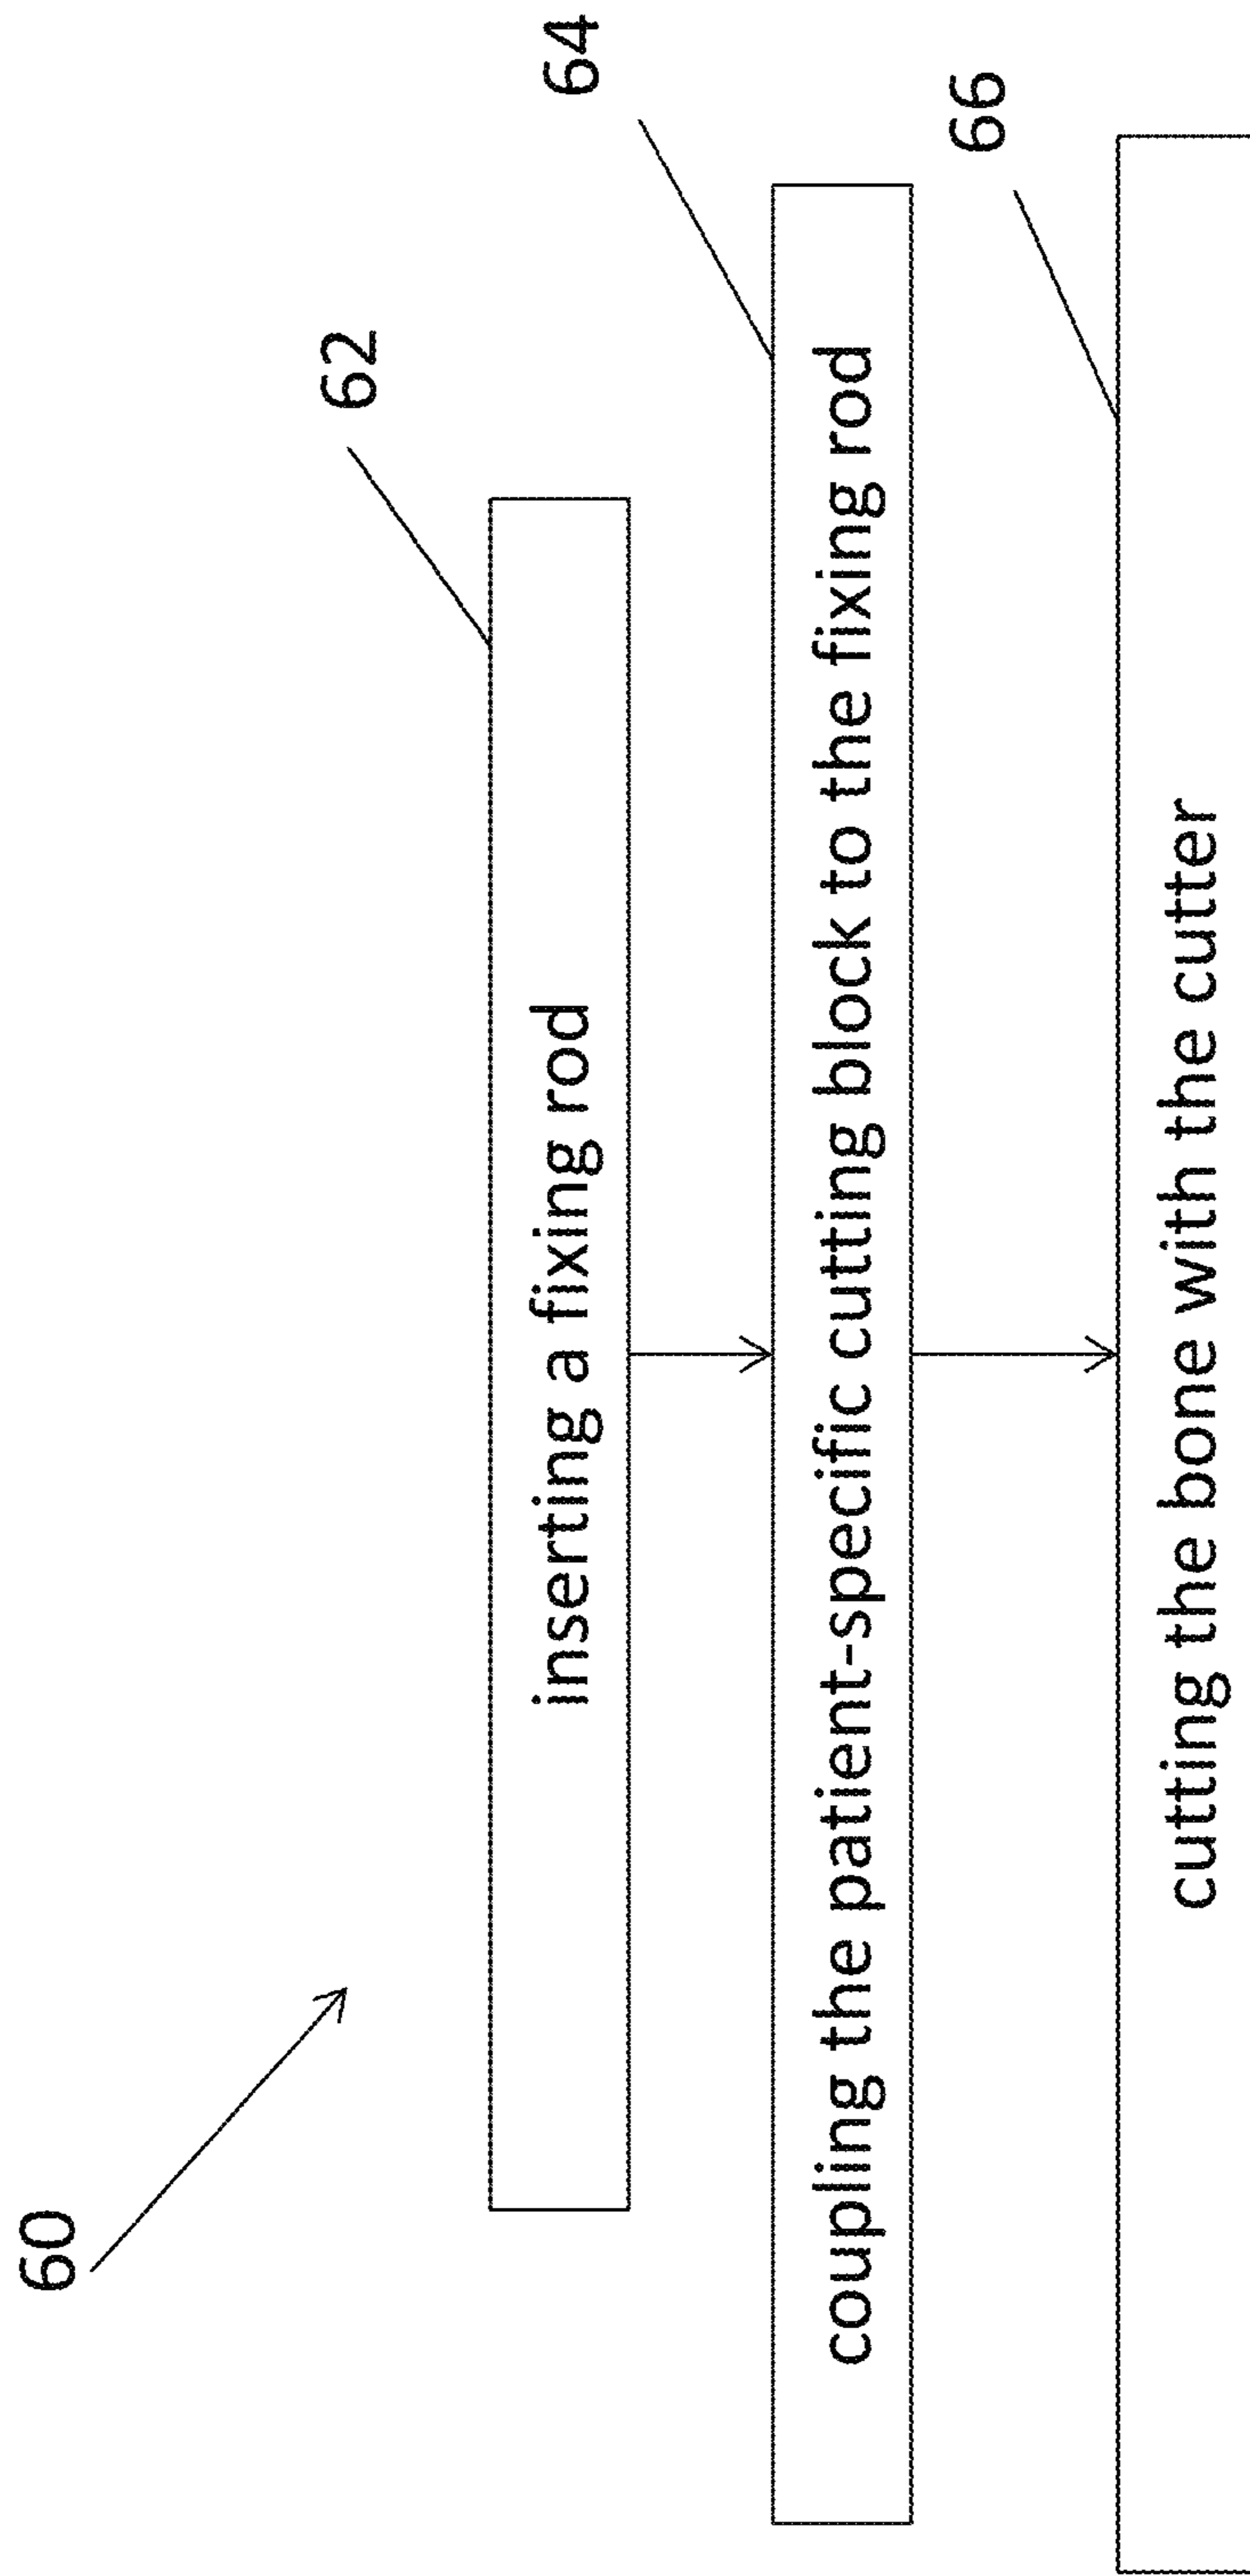 60
62
inserting a fixing rod
64
coupling the patient-specific cutting block to the fixing rod
66
cutting the bone with the cutter